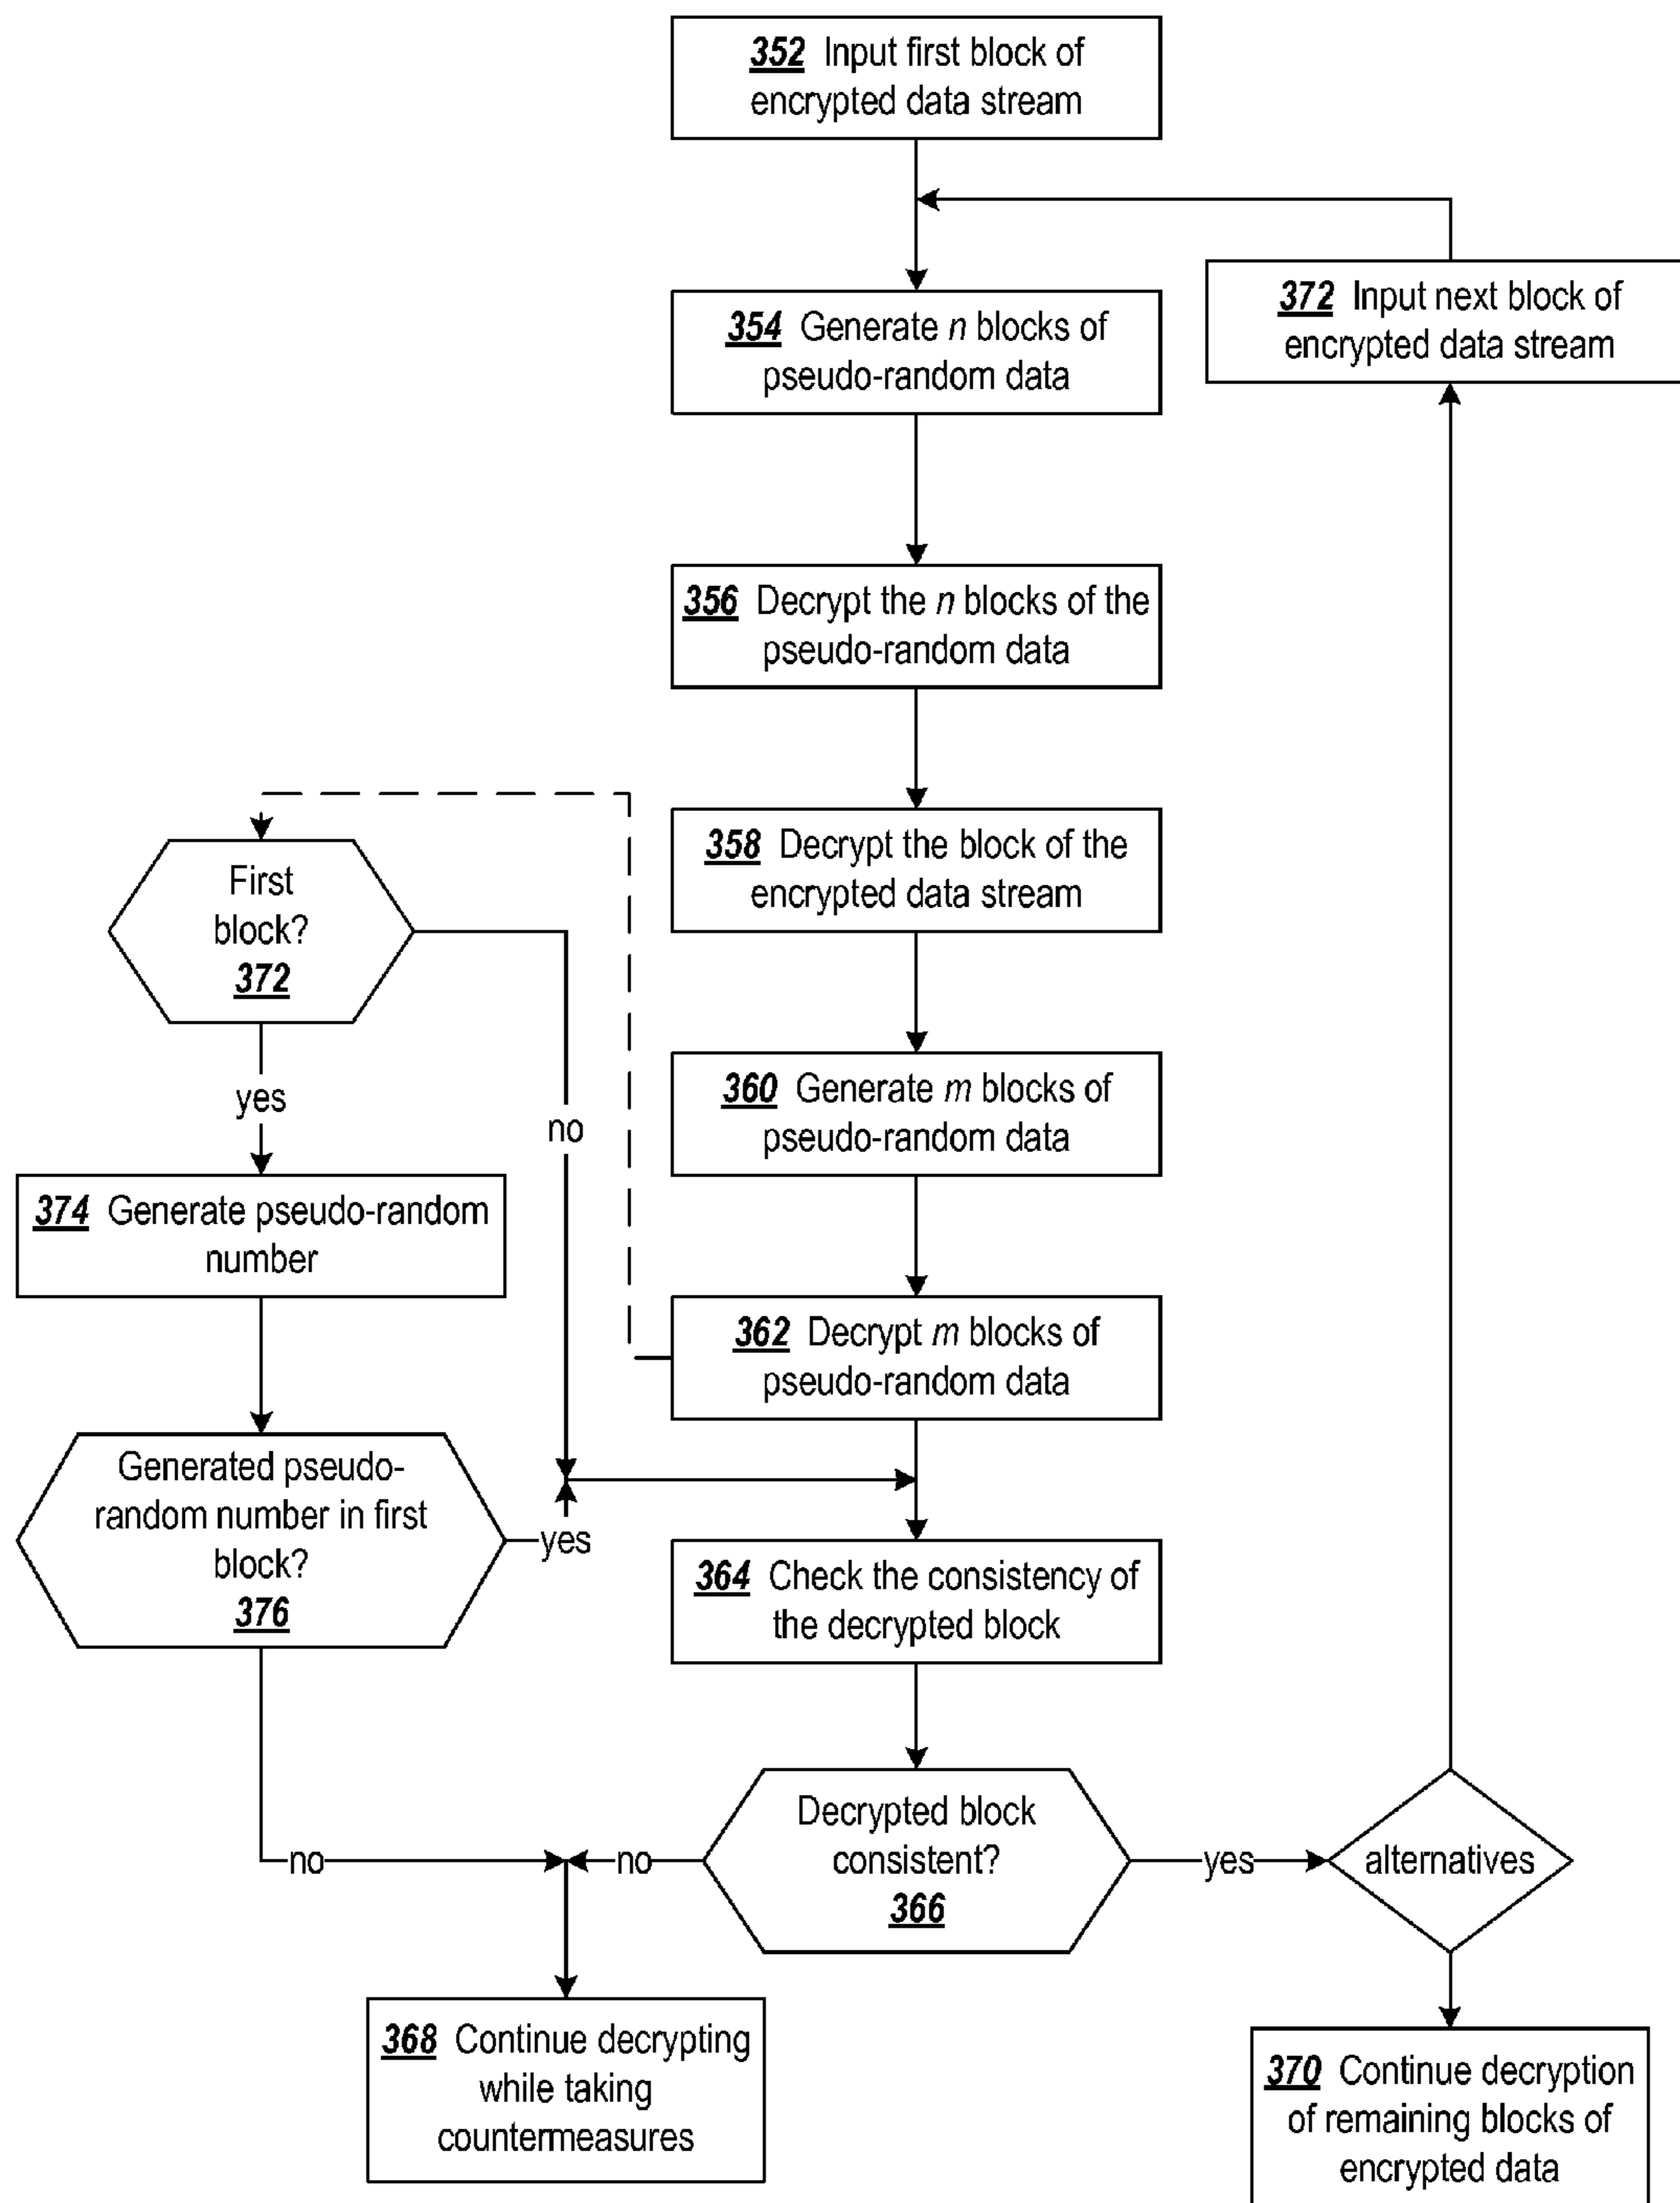 352 Input first block of
encrypted data stream
372 Input next block of
encrypted data stream
354 Generate n blocks of
pseudo-random data
356 Decrypt the n blocks of the
pseudo-random data
358 Decrypt the block of the
encrypted data stream
First
block?
372
yes
no
360 Generate m blocks of
pseudo-random data
374 Generate pseudo-random
number
362 Decrypt m blocks of
pseudo-random data
Generated pseudo-
random number in first
block?
376
yes
364 Check the consistency of
the decrypted block
Decrypted block
consistent?
366
no
no
yes
alternatives
368 Continue decrypting
while taking
countermeasures
370 Continue decryption
of remaining blocks of
encrypted data